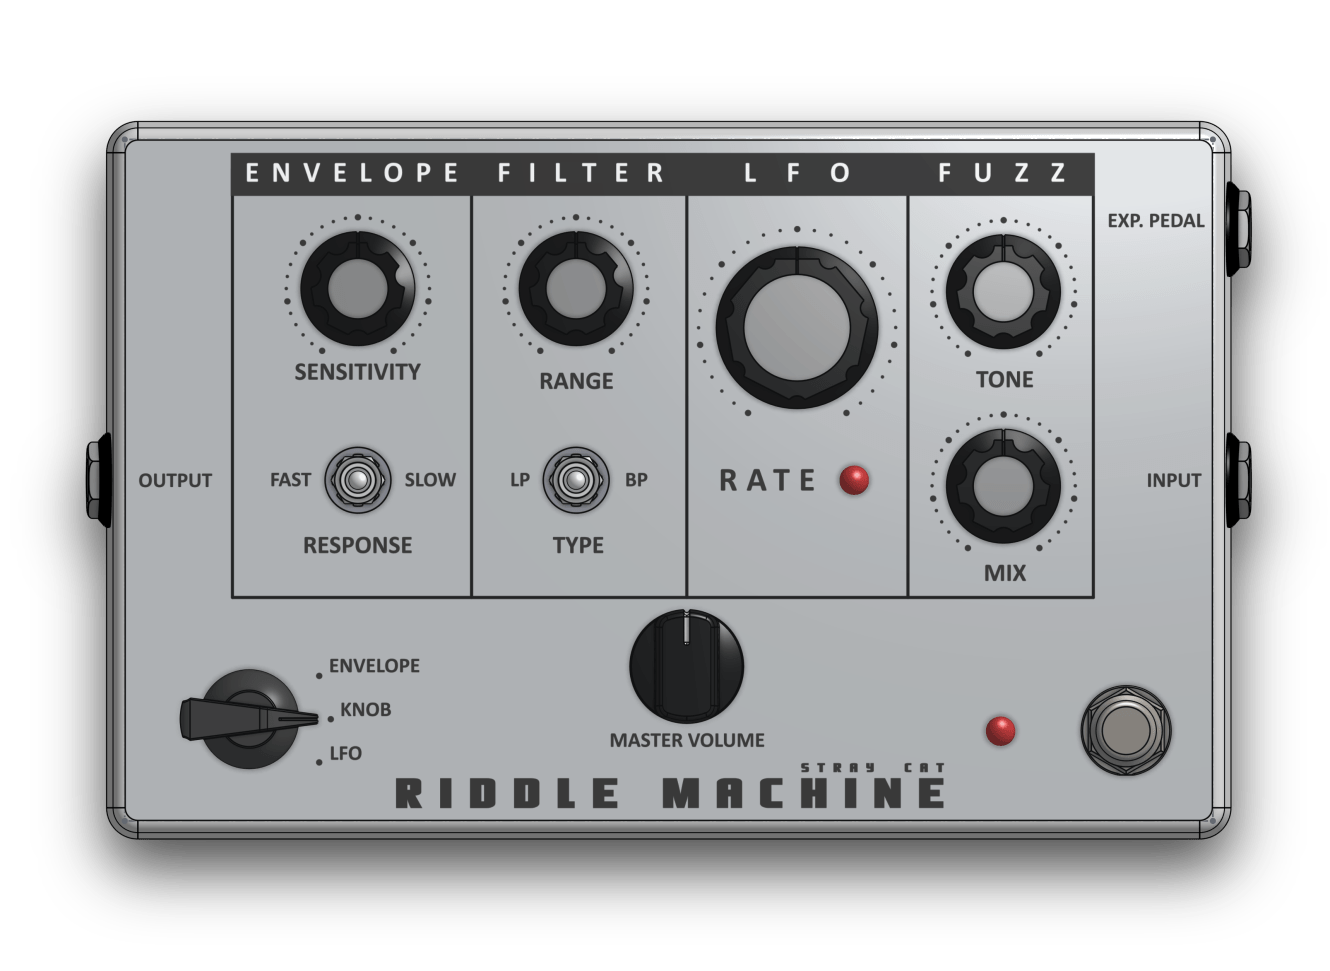 ENVELOPE FILTER LFO FUZZ
EXP. PEDAL
SENSITIVITY
RANGE
TONE
OUTPUT
FAST SLOW
LP BP
RATE
INPUT
RESPONSE
TYPE
MIX
ENVELOPE
KNOB
LFO
MASTER VOLUME
STRAY CAT
RIDDLE MACHINE